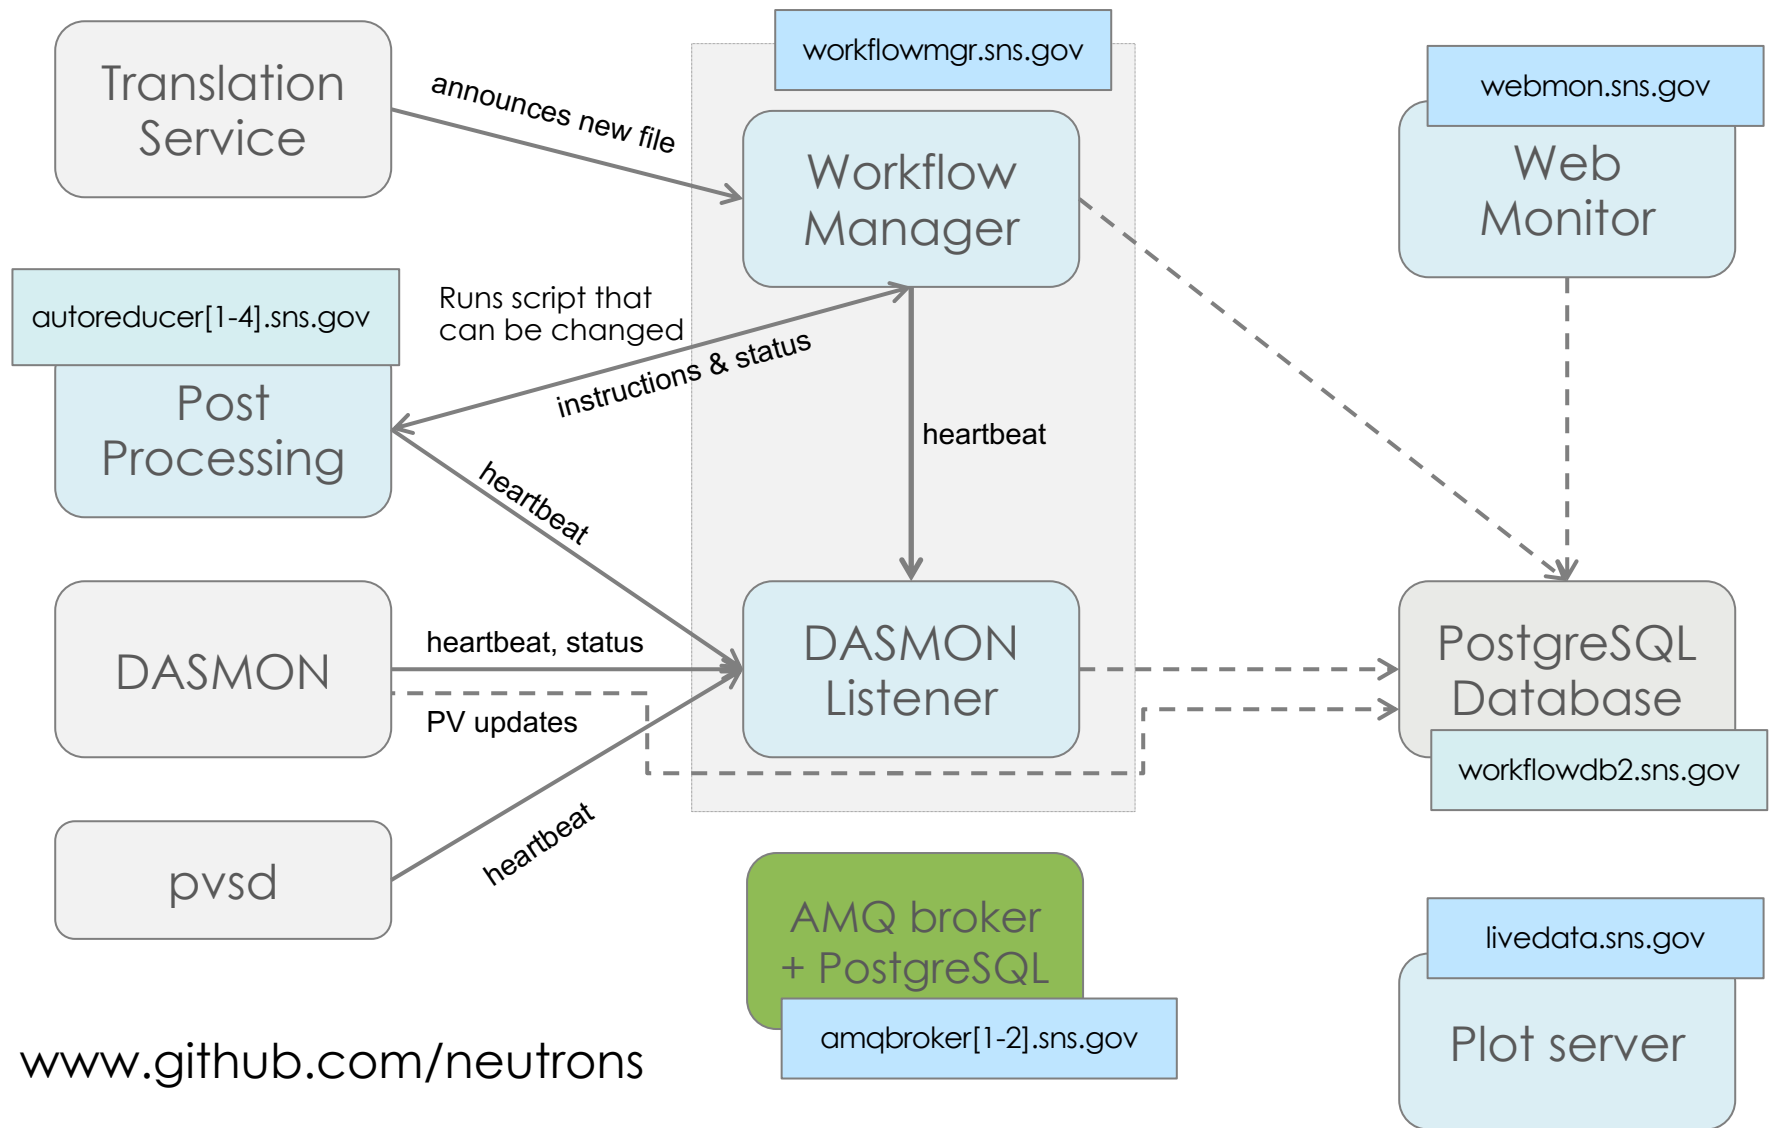 workflowmgr.sns.gov
Translation
Service
announces new file
Workflow
Manager
webmon.sns.gov
Web
Monitor
autoreducer[1-4].sns.gov
Post
Processing
Runs script that
can be changed
instructions & status
heartbeat
heartbeat
DASMON
heartbeat, status
PV updates
DASMON
Listener
PostgreSQL
Database
workflowdb2.sns.gov
pvsd
heartbeat
AMQ broker
+ PostgreSQL
amqbroker[1-2].sns.gov
livedata.sns.gov
Plot server
www.github.com/neutrons